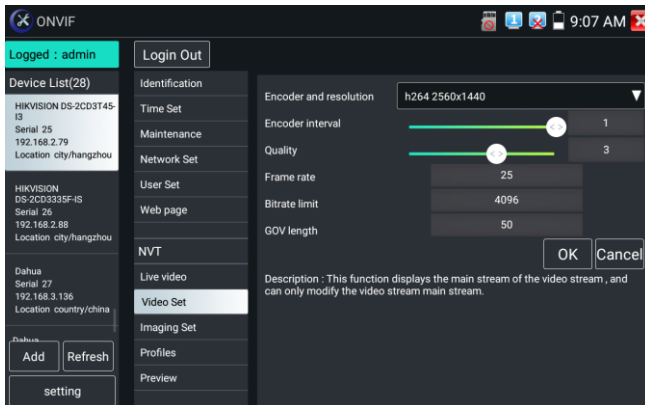 ONVIF
1
9:07 AM
Logged : admin
Login Out
Device List(28)
HIKVISION DS-2CD3T45-
I3
Serial 25
192.168.2.79
Location city/hangzhou
HIKVISION
DS-2CD3335F-IS
Serial 26
192.168.2.88
Location city/hangzhou
Dahua
Serial 27
192.168.3.136
Location country/china
Dahua
Add
Refresh
setting
Identification
Time Set
Maintenance
Network Set
User Set
Web page
NVT
Live video
Video Set
Imaging Set
Profiles
Preview
Encoder and resolution
h264 2560x1440
Encoder interval
1
Quality
3
Frame rate
25
Bitrate limit
4096
GOV length
50
OK
Cancel
Description : This function displays the main stream of the video stream , and
can only modify the video stream main stream.